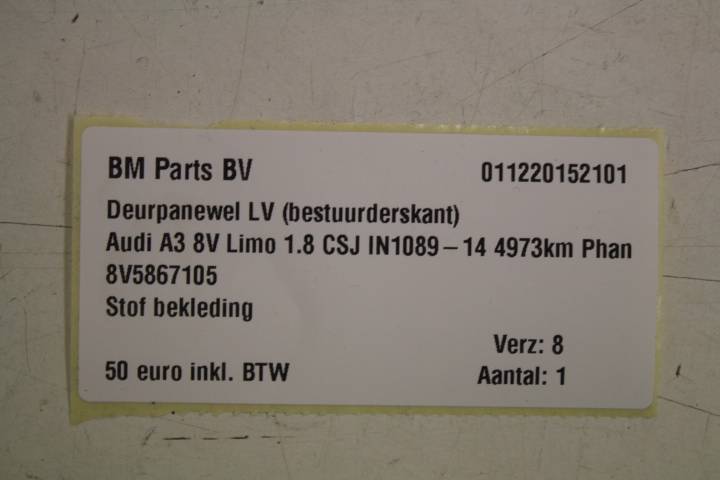 BM Parts BV 011220152101
Deurpanewel LV (bestuurderskant)
Audi A3 8V Limo 1.8 CSJ IN1089-14 4973km Phan
8V5867105
Stof bekleding
Verz: 8
50 euro inkl. BTW Aantal: 1